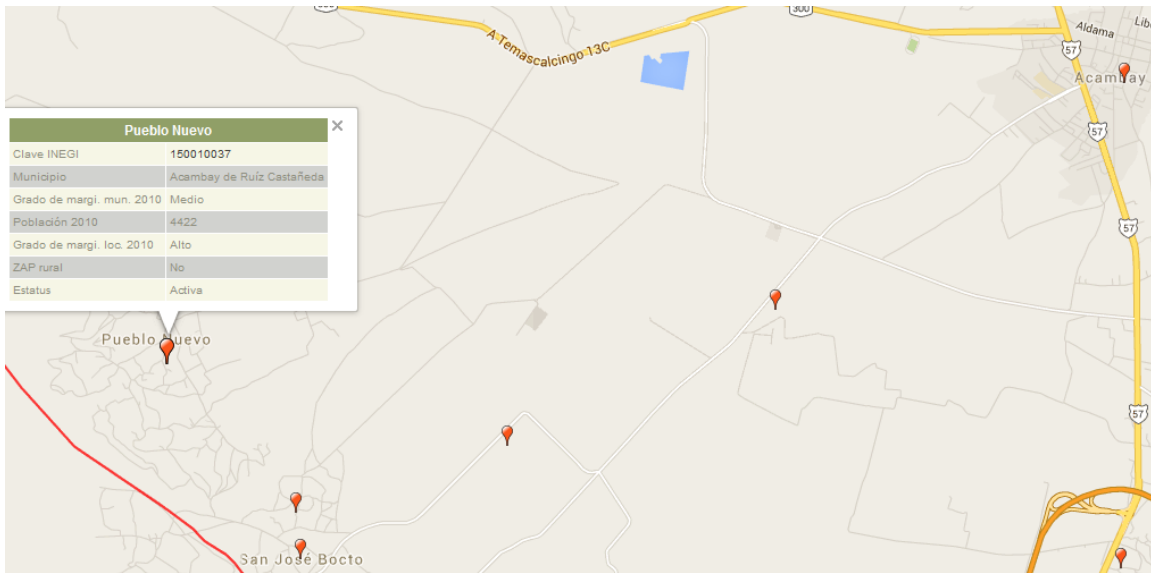 300
300
A Temascalcingo 13C
Aldama
Lib
57
Acambay
57
Pueblo Nuevo
Clave INEGI 150010037
Municipio Acambay de Ruíz Castañeda
Grado de margi. mun. 2010 Medio
Población 2010 4422
Grado de margi. loc. 2010 Alto
ZAP rural No
Estatus Activa
57
Pueblo Nuevo
57
San José Bocto